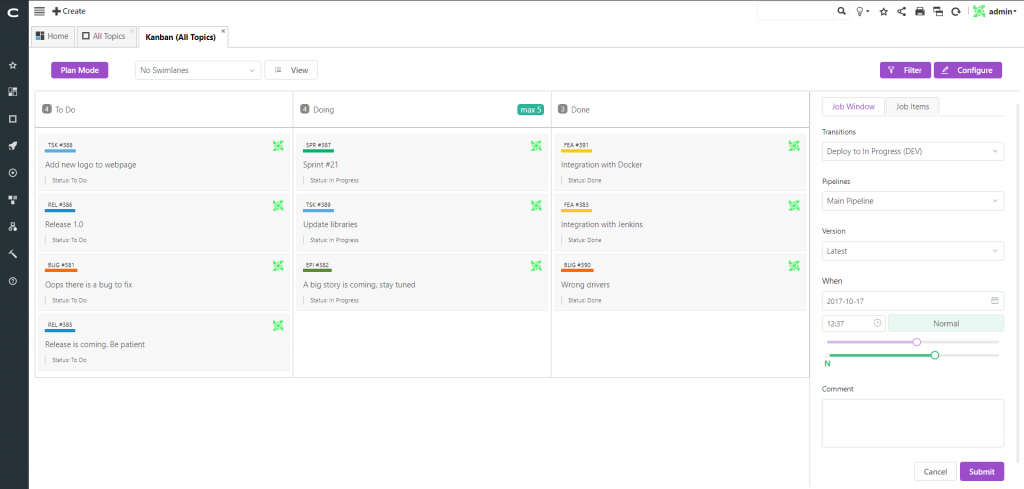 C
Create
admin
Home
All Topics
Kanban (All Topics)
Plan Mode
No Swimlanes
View
Filter
Configure
4 To Do
TSK #388
Add new logo to webpage
Status: To Do
REL #386
Release 1.0
Status: To Do
BUG #381
Oops there is a bug to fix
Status: To Do
REL #385
Release is coming. Be patient
Status: To Do
4 Doing
max 5
SPR #387
Sprint #21
Status: In Progress
TSK #389
Update libraries
Status: In Progress
EPI #382
A big story is coming, stay tuned
Status: In Progress
3 Done
FEA #391
Integration with Docker
Status: Done
FEA #383
Integration with Jenkins
Status: Done
BUG #390
Wrong drivers
Status: Done
Job Window
Job Items
Transitions
Deploy to In Progress (DEV)
Pipelines
Main Pipeline
Version
Latest
When
2017-10-17
12:37
Normal
N
Comment
Cancel
Submit